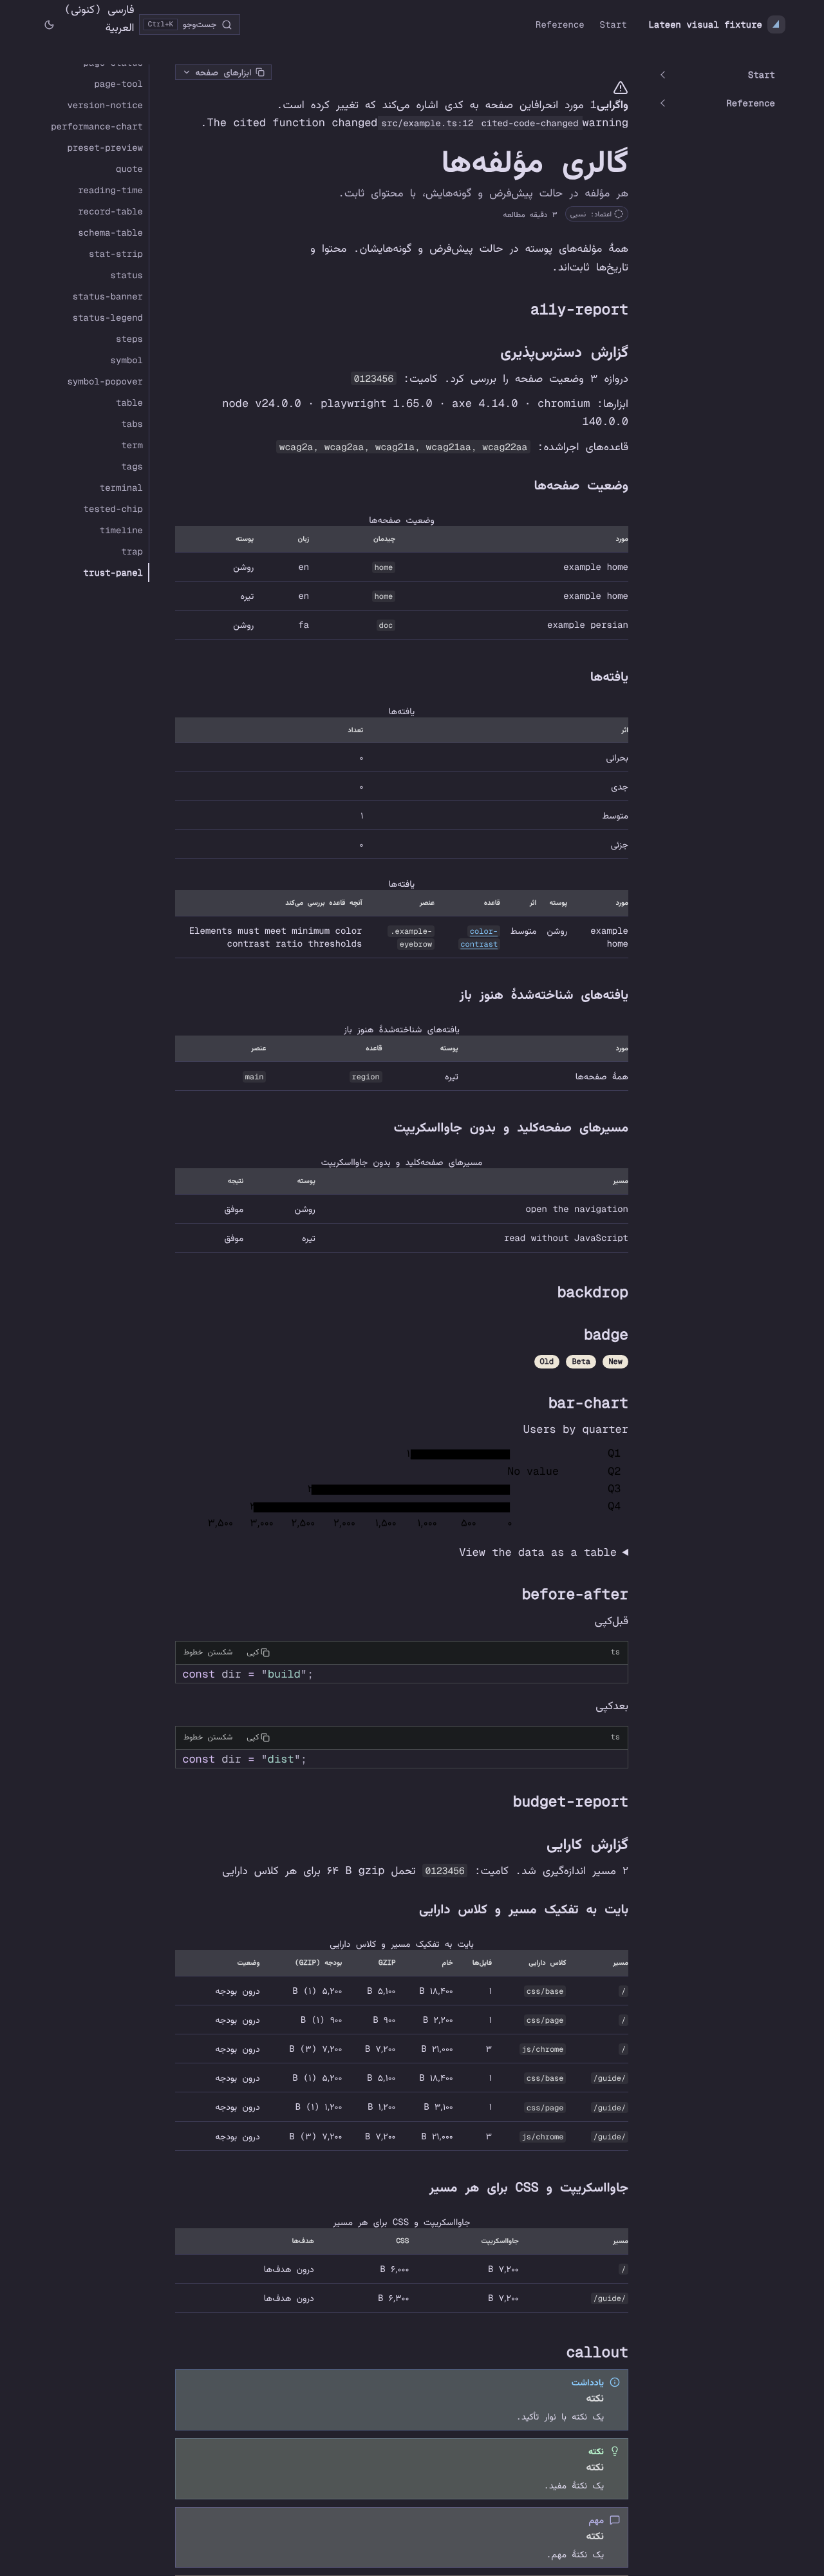 Lateen visual fixture
Start
Reference
جست‌وجو
Ctrl+K
فارسی (کنونی)
العربية
Start
Reference
ابزارهای صفحه
واگرایی1 مورد انحرافاین صفحه به کدی اشاره می‌کند که تغییر کرده است.
warning cited-code-changed src/example.ts:12 The cited function changed.
گالری مؤلفه‌ها
هر مؤلفه در حالت پیش‌فرض و گونه‌هایش، با محتوای ثابت.
اعتماد: نسبی
۳ دقیقه مطالعه
همهٔ مؤلفه‌های پوسته در حالت پیش‌فرض و گونه‌هایشان. محتوا و
تاریخ‌ها ثابت‌اند.
a11y-report
گزارش دسترس‌پذیری
دروازه ۳ وضعیت صفحه را بررسی کرد. کامیت: 0123456
ابزارها: node v24.0.0 · playwright 1.65.0 · axe 4.14.0 · chromium
140.0.0
قاعده‌های اجراشده: wcag2a, wcag2aa, wcag21a, wcag21aa, wcag22aa
وضعیت صفحه‌ها
وضعیت صفحه‌ها
مورد چیدمان زبان پوسته
example home home en روشن
example home home en تیره
example persian doc fa روشن
یافته‌ها
یافته‌ها
اثر تعداد
بحرانی ۰
جدی ۰
متوسط ۱
جزئی ۰
یافته‌ها
مورد پوسته اثر قاعده عنصر آنچه قاعده بررسی می‌کند
example home روشن متوسط color-contrast .example-eyebrow Elements must meet minimum color
contrast ratio thresholds
یافته‌های شناخته‌شدهٔ هنوز باز
یافته‌های شناخته‌شدهٔ هنوز باز
مورد پوسته قاعده عنصر
همهٔ صفحه‌ها تیره region main
مسیرهای صفحه‌کلید و بدون جاوااسکریپت
مسیرهای صفحه‌کلید و بدون جاوااسکریپت
مسیر پوسته نتیجه
open the navigation روشن موفق
read without JavaScript تیره موفق
backdrop
badge
New Beta Old
bar-chart
Users by quarter
Q1
Q2 No value
Q3
Q4
۰ ۵۰۰ ۱,۰۰۰ ۱,۵۰۰ ۲,۰۰۰ ۲,۵۰۰ ۳,۰۰۰ ۳,۵۰۰
View the data as a table
before-after
قبل‌کپی
ts کپی شکستن خطوط
const dir = "build";
بعدکپی
ts کپی شکستن خطوط
const dir = "dist";
budget-report
گزارش کارایی
۲ مسیر اندازه‌گیری شد. کامیت: 0123456 تحمل ۶۴ B gzip برای هر کلاس دارایی
بایت به تفکیک مسیر و کلاس دارایی
بایت به تفکیک مسیر و کلاس دارایی
مسیر کلاس دارایی فایل‌ها خام GZIP بودجه (GZIP) وضعیت
/ css/base ۱ ۱۸,۴۰۰ B ۵,۱۰۰ B ۵,۲۰۰ B (۱) درون بودجه
/ css/page ۱ ۲,۲۰۰ B ۹۰۰ B ۹۰۰ B (۱) درون بودجه
/ js/chrome ۳ ۲۱,۰۰۰ B ۷,۲۰۰ B ۷,۲۰۰ B (۳) درون بودجه
/guide/ css/base ۱ ۱۸,۴۰۰ B ۵,۱۰۰ B ۵,۲۰۰ B (۱) درون بودجه
/guide/ css/page ۱ ۳,۱۰۰ B ۱,۲۰۰ B ۱,۲۰۰ B (۱) درون بودجه
/guide/ js/chrome ۳ ۲۱,۰۰۰ B ۷,۲۰۰ B ۷,۲۰۰ B (۳) درون بودجه
جاوااسکریپت و CSS برای هر مسیر
جاوااسکریپت و CSS برای هر مسیر
مسیر جاوااسکریپت CSS هدف‌ها
/ ۷,۲۰۰ B ۶,۰۰۰ B درون هدف‌ها
/guide/ ۷,۲۰۰ B ۶,۳۰۰ B درون هدف‌ها
callout
یادداشت
نکته
یک نکته با نوار تأکید.
نکته
نکته
یک نکتهٔ مفید.
مهم
نکته
یک نکتهٔ مهم.
page-tool
version-notice
performance-chart
preset-preview
quote
reading-time
record-table
schema-table
stat-strip
status
status-banner
status-legend
steps
symbol
symbol-popover
table
tabs
term
tags
terminal
tested-chip
timeline
trap
trust-panel